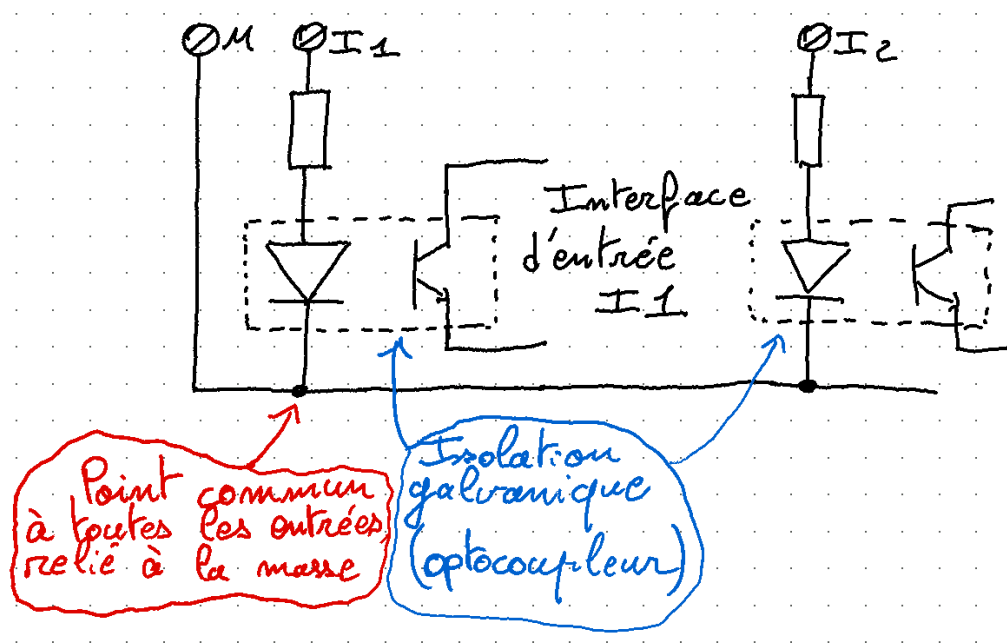 M I1 I2
Interface
d'entrée
I1
Point commun
à toutes les entrées,
relié à la masse
Isolation
galvanique
(optocoupleur)